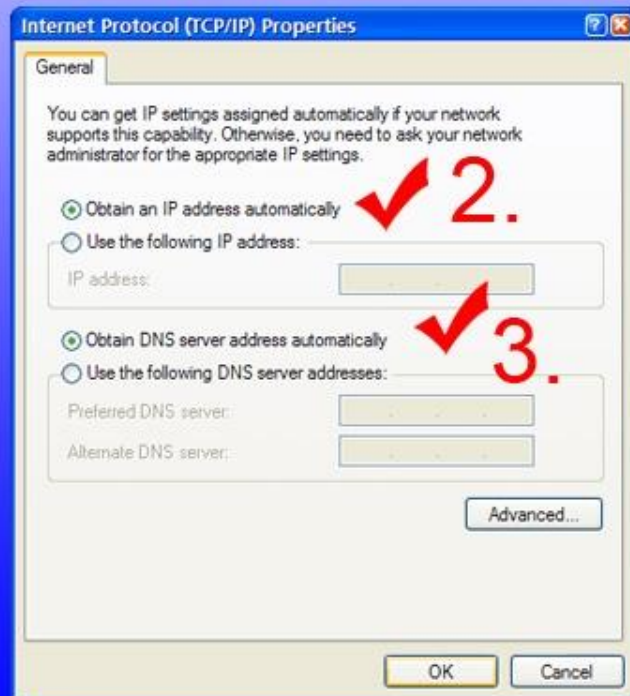 Internet Protocol (TCP/IP) Properties
General
You can get IP settings assigned automatically if your network
supports this capability. Otherwise, you need to ask your network
administrator for the appropriate IP settings.
Obtain an IP address automatically
2.
Use the following IP address:
IP address:
Obtain DNS server address automatically
3.
Use the following DNS server addresses:
Preferred DNS server:
Alternate DNS server:
Advanced...
OK
Cancel